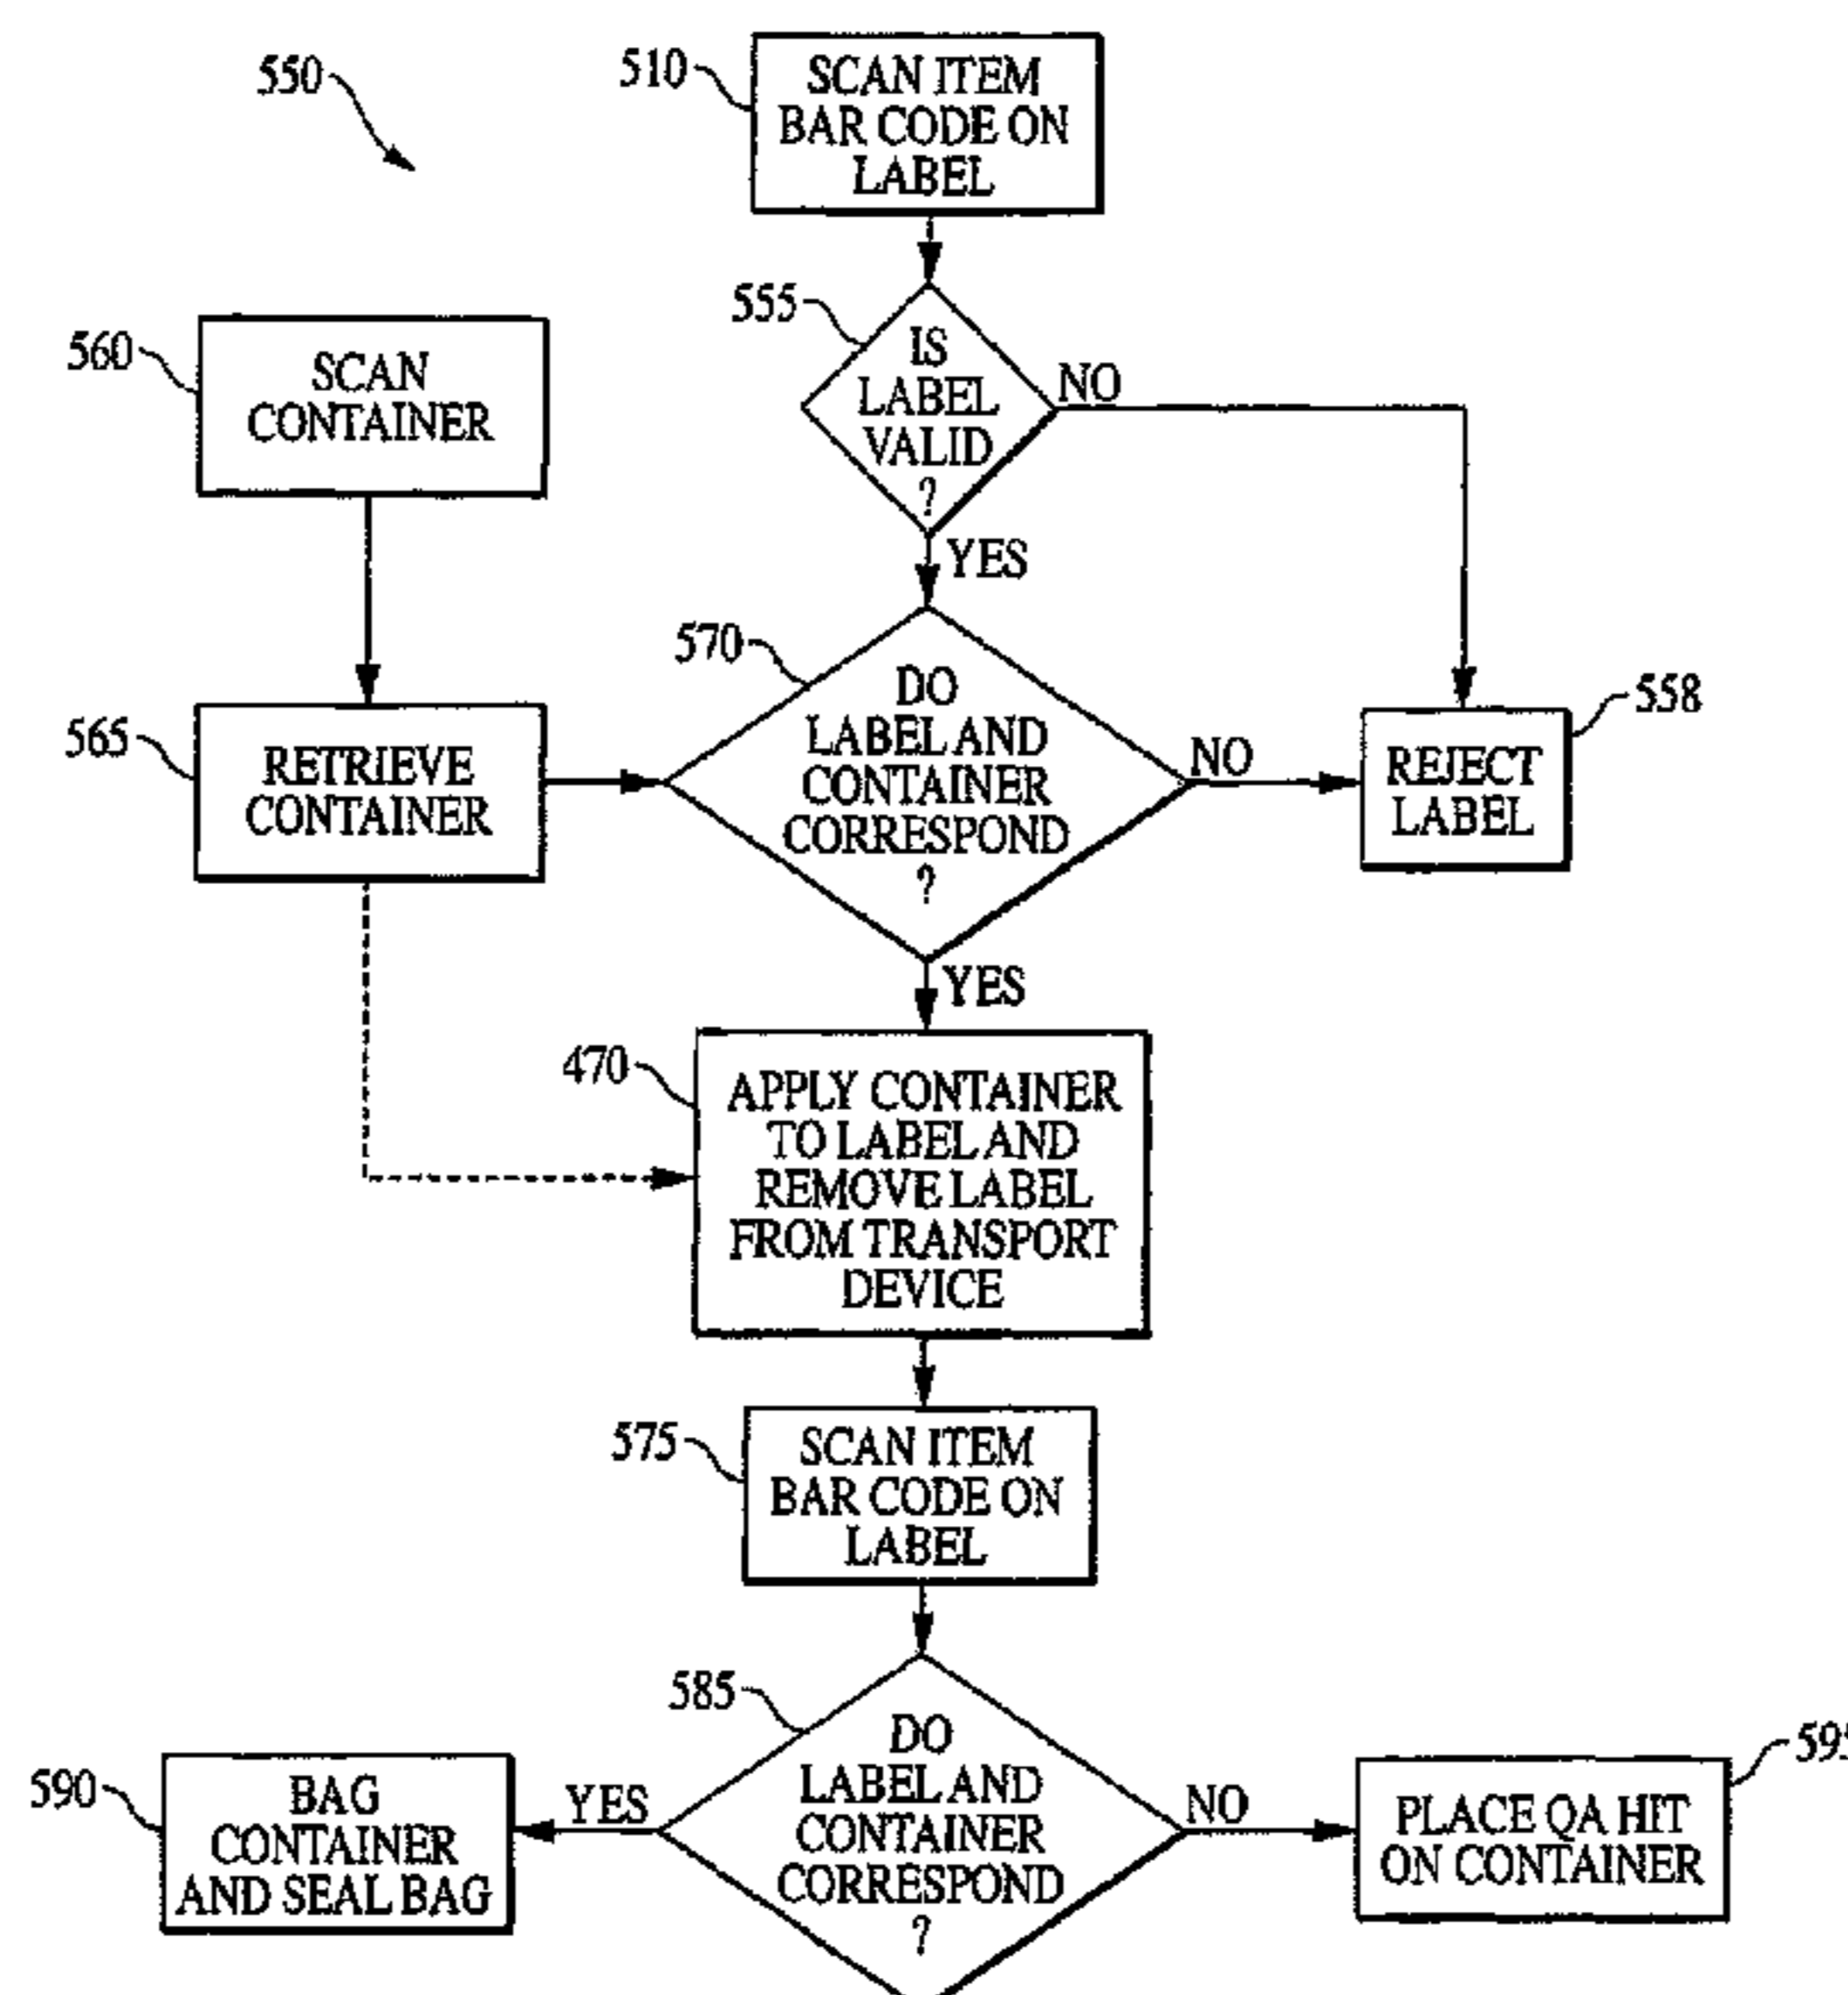 550
510
SCAN ITEM
BAR CODE ON
LABEL
555
IS
LABEL
VALID
?
NO
YES
560
SCAN
CONTAINER
565
RETRIEVE
CONTAINER
570
DO
LABEL AND
CONTAINER
CORRESPOND
?
NO
558
REJECT
LABEL
YES
470
APPLY CONTAINER
TO LABEL AND
REMOVE LABEL
FROM TRANSPORT
DEVICE
575
SCAN ITEM
BAR CODE ON
LABEL
585
DO
LABEL AND
CONTAINER
CORRESPOND
?
YES
590
BAG
CONTAINER
AND SEAL BAG
NO
595
PLACE QA HIT
ON CONTAINER